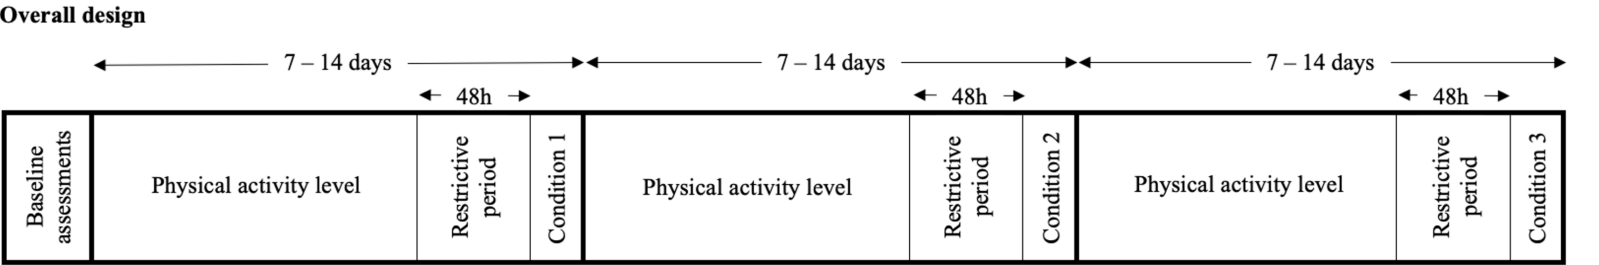 Overall design
7 – 14 days
7 – 14 days
7 – 14 days
48h
48h
48h
Baseline
assessments
Physical activity level
Restrictive
period
Condition 1
Physical activity level
Restrictive
period
Condition 2
Physical activity level
Restrictive
period
Condition 3